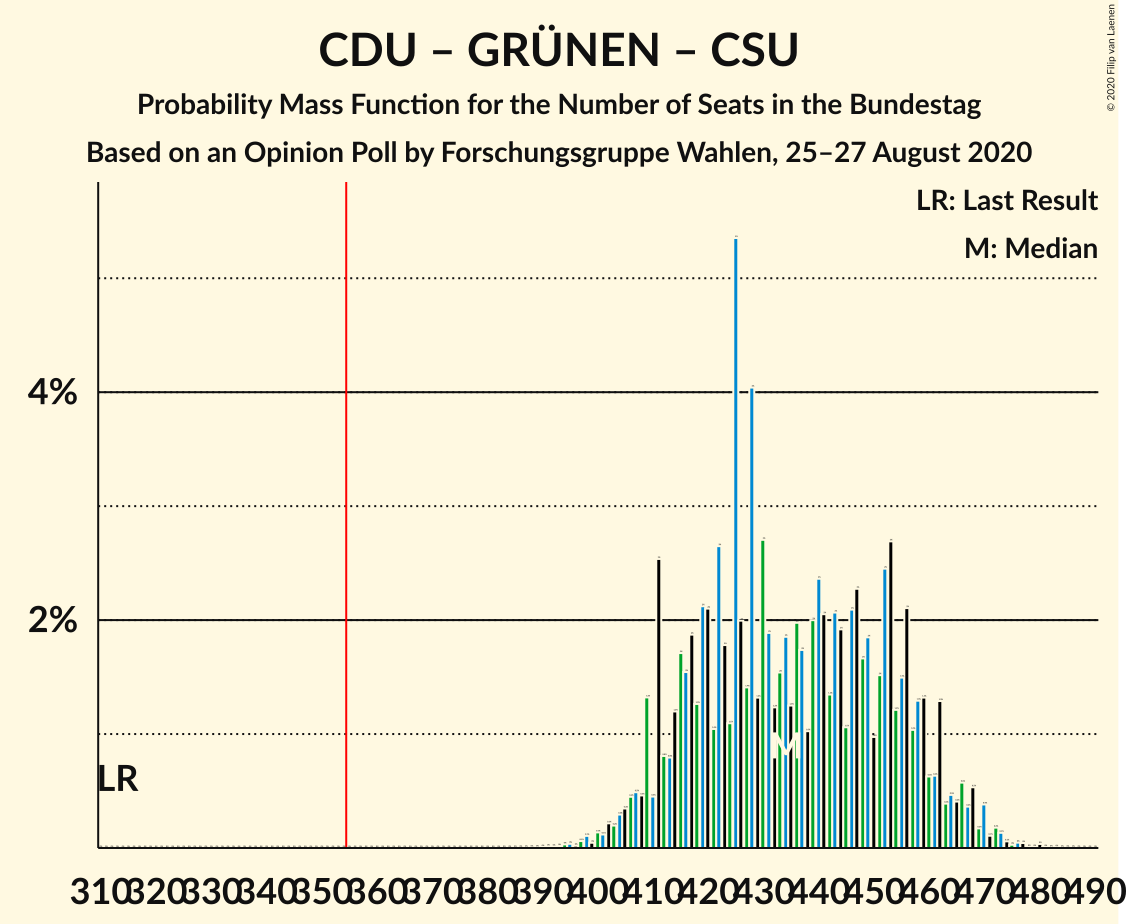 CDU – GRÜNEN – CSU
Probability Mass Function for the Number of Seats in the Bundestag
Based on an Opinion Poll by Forschungsgruppe Wahlen, 25–27 August 2020
© 2020 Filip van Laenen
LR: Last Result
M: Median
4%
2%
LR
M
310 320 330 340 350 360 370 380 390 400 410 420 430 440 450 460 470 480 490